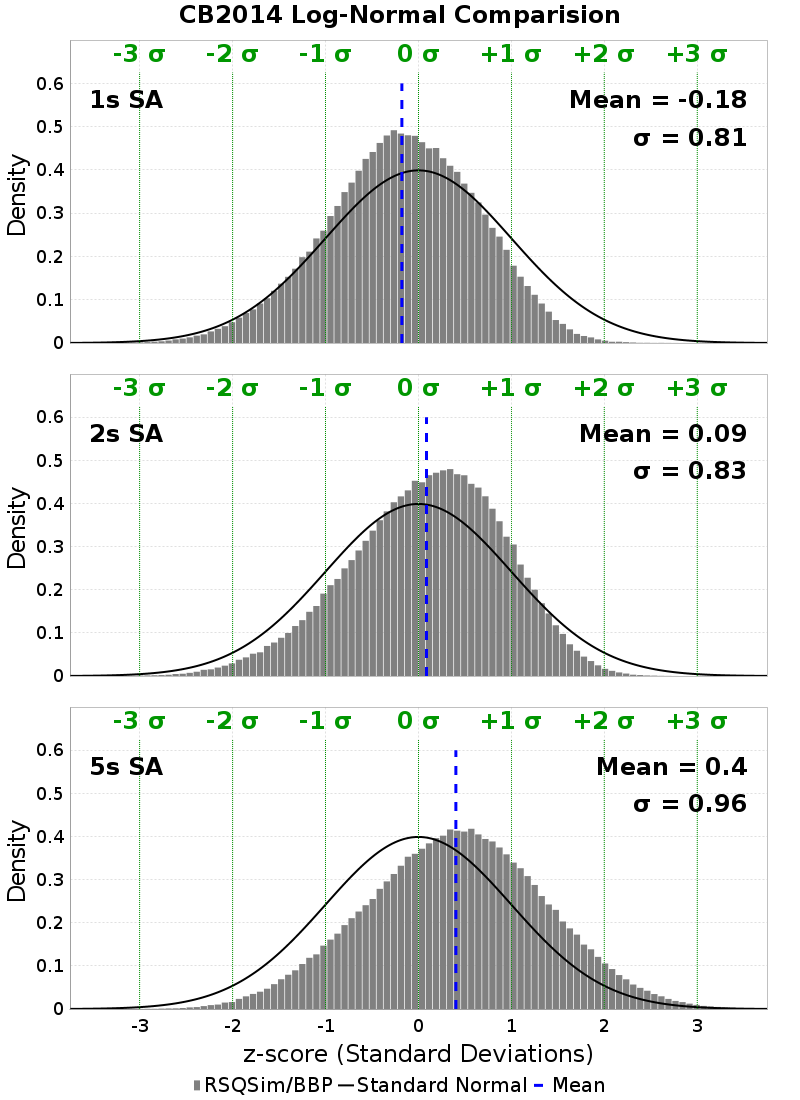 CB2014 Log-Normal Comparision
-3 σ -2 σ -1 σ 0 σ +1 σ +2 σ +3 σ
1s SA
Mean = -0.18
σ = 0.81
0.6
0.5
0.4
0.3
0.2
0.1
0
Density
-3 σ -2 σ -1 σ 0 σ +1 σ +2 σ +3 σ
2s SA
Mean = 0.09
σ = 0.83
0.6
0.5
0.4
0.3
0.2
0.1
0
Density
-3 σ -2 σ -1 σ 0 σ +1 σ +2 σ +3 σ
5s SA
Mean = 0.4
σ = 0.96
0.6
0.5
0.4
0.3
0.2
0.1
0
Density
-3 -2 -1 0 1 2 3
z-score (Standard Deviations)
RSQSim/BBP Standard Normal Mean